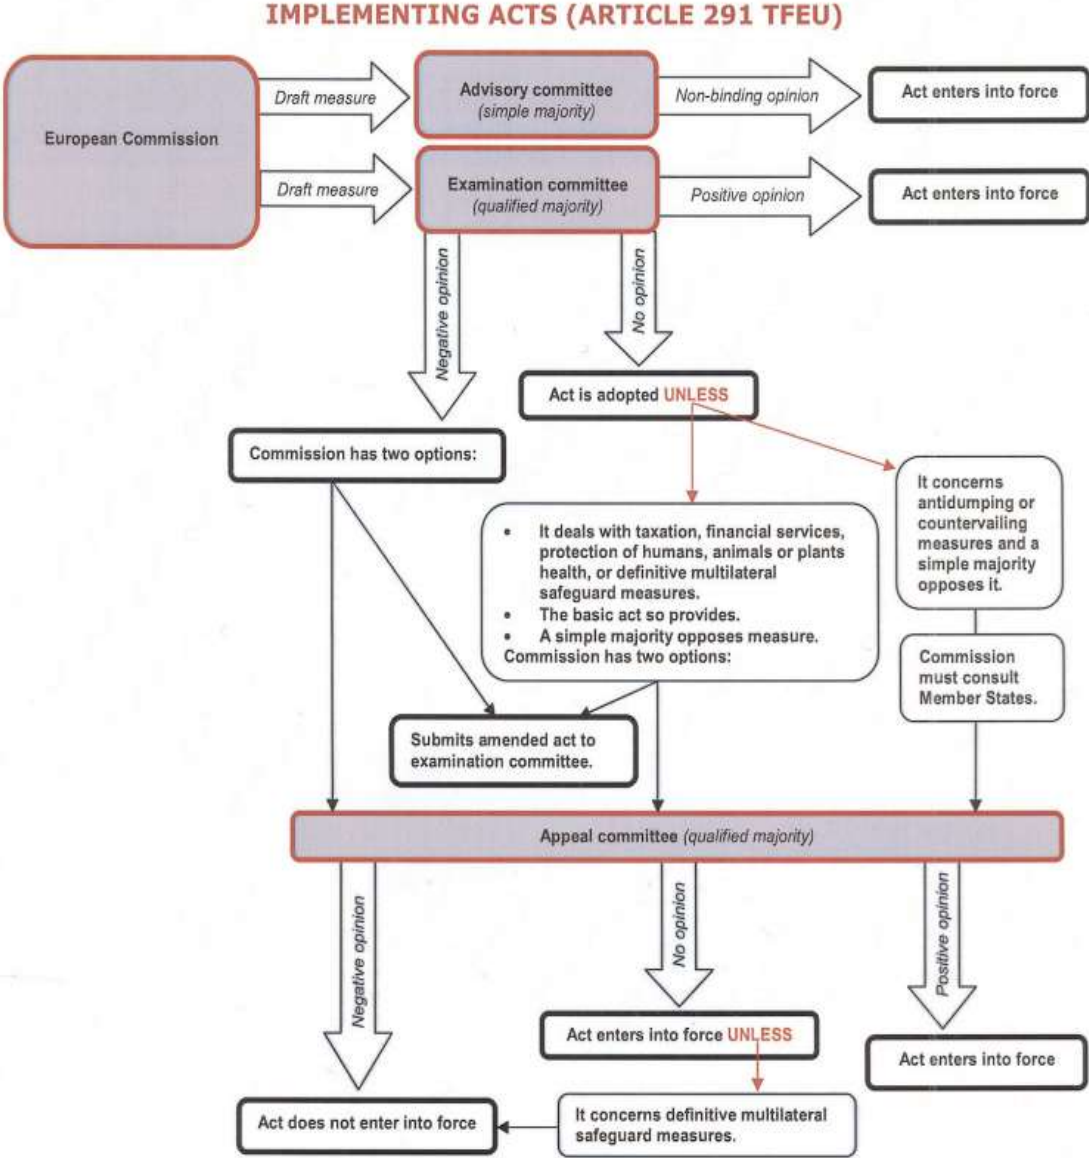 IMPLEMENTING ACTS (ARTICLE 291 TFEU)
European Commission
Draft measure
Advisory committee
(simple majority)
Non-binding opinion
Act enters into force
Draft measure
Examination committee
(qualified majority)
Positive opinion
Act enters into force
Negative opinion
No opinion
Act is adopted UNLESS
Commission has two options:
It concerns
antidumping or
countervailing
measures and a
simple majority
opposes it.
• It deals with taxation, financial services,
protection of humans, animals or plants
health, or definitive multilateral
safeguard measures.
• The basic act so provides.
• A simple majority opposes measure.
Commission has two options:
Commission
must consult
Member States.
Submits amended act to
examination committee.
Appeal committee (qualified majority)
Negative opinion
No opinion
Positive opinion
Act enters into force UNLESS
Act enters into force
Act does not enter into force
It concerns definitive multilateral
safeguard measures.